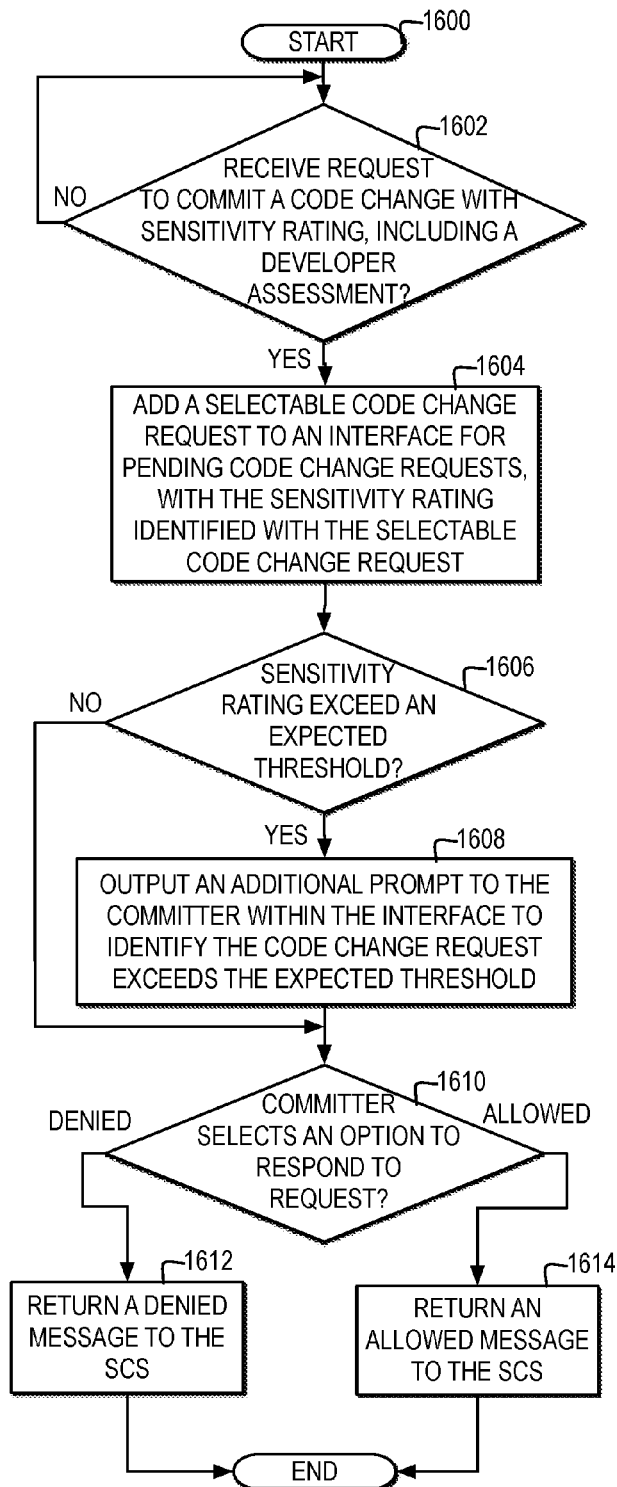 1600
START
1602
RECEIVE REQUEST
TO COMMIT A CODE CHANGE WITH
SENSITIVITY RATING, INCLUDING A
DEVELOPER
ASSESSMENT?
NO
YES
1604
ADD A SELECTABLE CODE CHANGE
REQUEST TO AN INTERFACE FOR
PENDING CODE CHANGE REQUESTS,
WITH THE SENSITIVITY RATING
IDENTIFIED WITH THE SELECTABLE
CODE CHANGE REQUEST
1606
SENSITIVITY
RATING EXCEED AN
EXPECTED
THRESHOLD?
NO
YES
1608
OUTPUT AN ADDITIONAL PROMPT TO THE
COMMITTER WITHIN THE INTERFACE TO
IDENTIFY THE CODE CHANGE REQUEST
EXCEEDS THE EXPECTED THRESHOLD
1610
COMMITTER
SELECTS AN OPTION TO
RESPOND TO
REQUEST?
DENIED
ALLOWED
1612
RETURN A DENIED
MESSAGE TO THE
SCS
1614
RETURN AN
ALLOWED MESSAGE
TO THE SCS
END